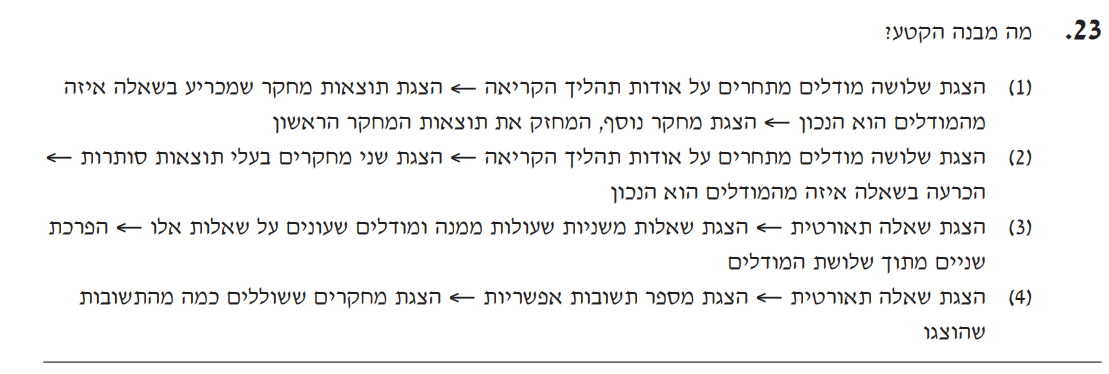 23. מה מבנה הקטע?
(1) הצגת שלושה מודלים מתחרים על אודות תהליך הקריאה ← הצגת תוצאות מחקר שמכריע בשאלה איזה
מהמודלים הוא הנכון ← הצגת מחקר נוסף, המחזק את תוצאות המחקר הראשון
(2) הצגת שלושה מודלים מתחרים על אודות תהליך הקריאה ← הצגת שני מחקרים בעלי תוצאות סותרות ←
הכרעה בשאלה איזה מהמודלים הוא הנכון
(3) הצגת שאלה תאורטית ← הצגת שאלות משניות שעולות ממנה ומודלים שעונים על שאלות אלו ← הפרכת
שניים מתוך שלושת המודלים
(4) הצגת שאלה תאורטית ← הצגת מספר תשובות אפשריות ← הצגת מחקרים ששוללים כמה מהתשובות
שהוצגו